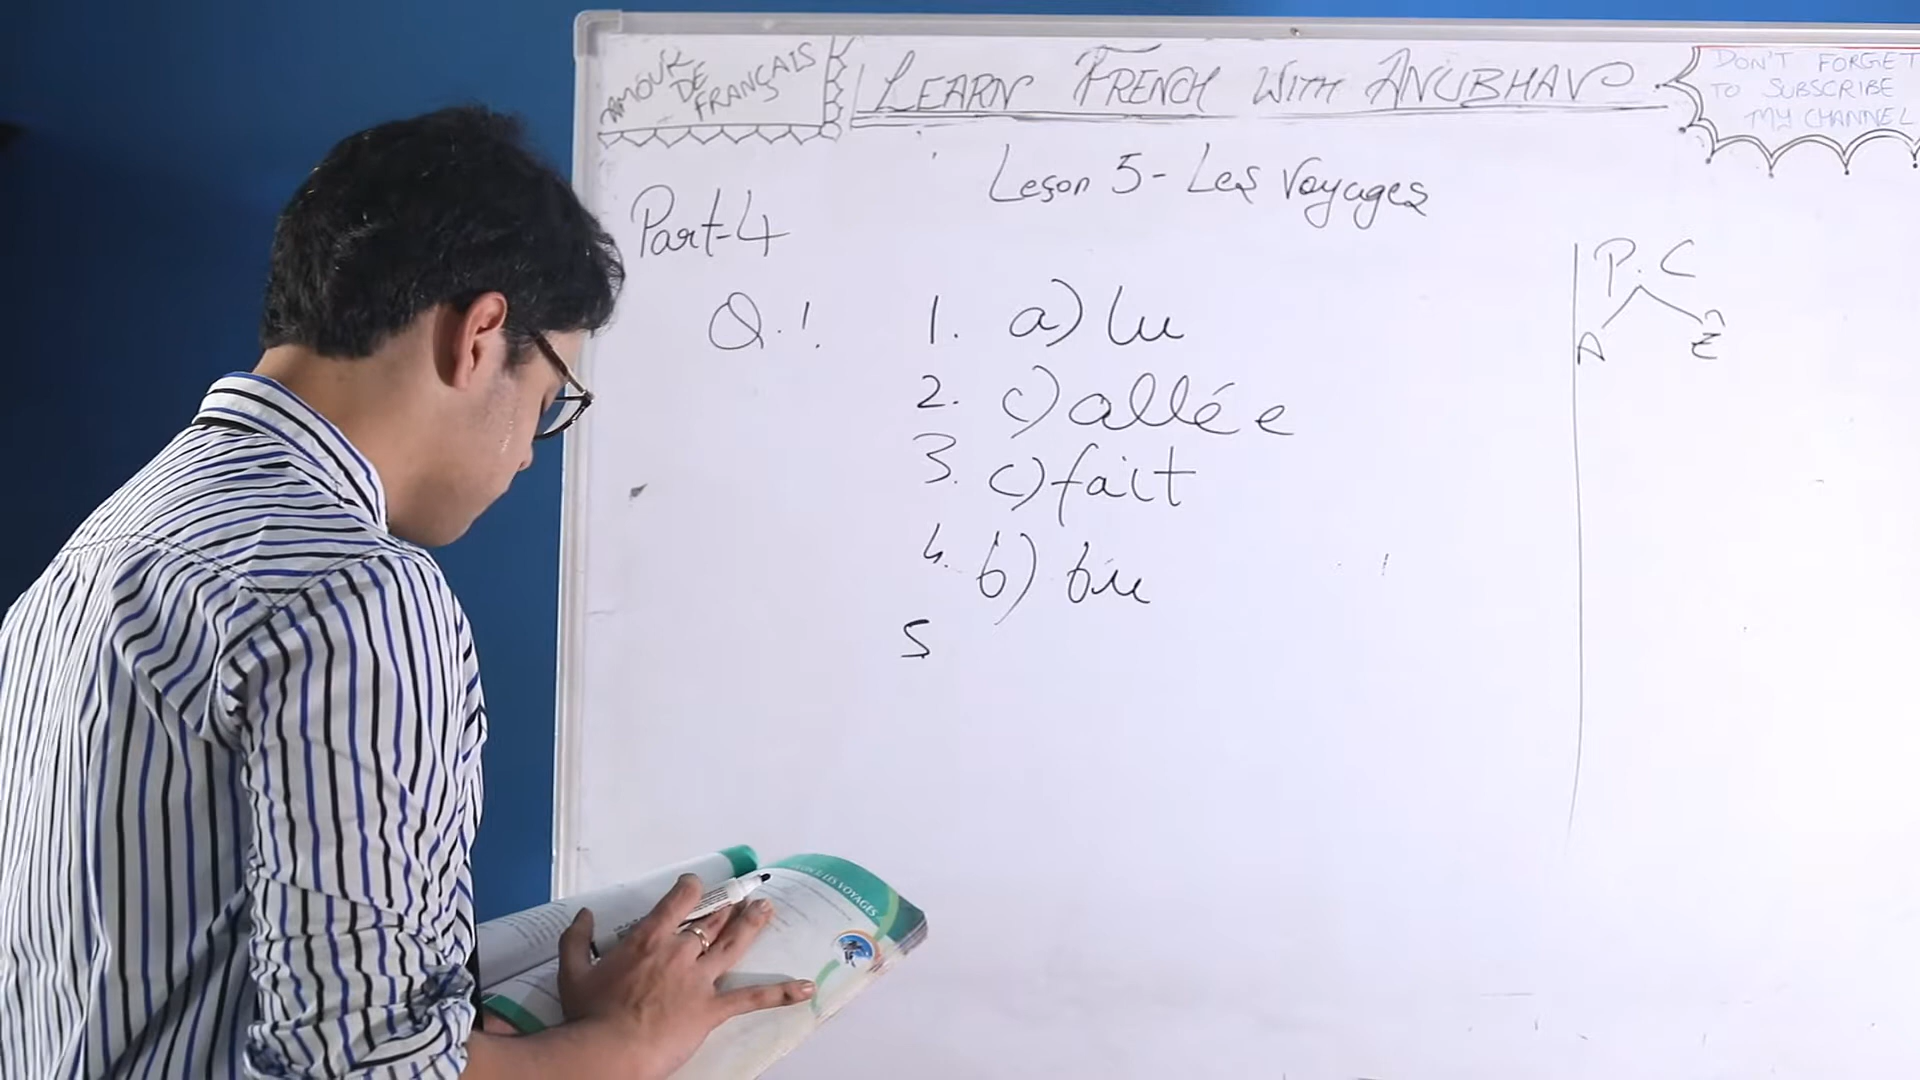 AMOUR
DE
FRANÇAIS
LEARN FRENCH WITH ANUBHAV
DON'T FORGET
TO SUBSCRIBE
MY CHANNEL
Leçon 5 - Les Voyages
Part-4
P.C
A É
Q.1
1. a) lu
2. c) allée
3. c) fait
4. b) bu
5
LES VOYAGES